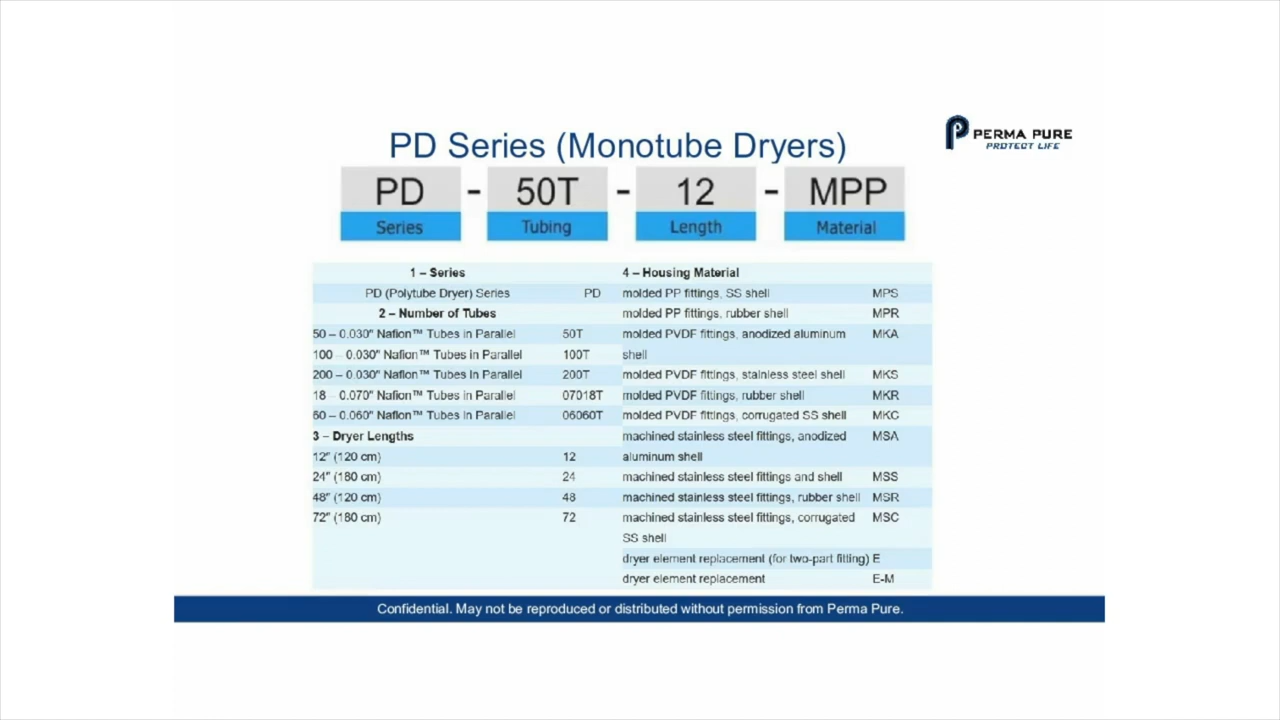 PD Series (Monotube Dryers)
PERMA PURE
PROTECT LIFE
PD - 50T - 12 - MPP
Series Tubing Length Material
1 – Series
PD (Polytube Dryer) Series PD
2 – Number of Tubes
50 – 0.030" Nafion™ Tubes in Parallel 50T
100 – 0.030" Nafion™ Tubes in Parallel 100T
200 – 0.030" Nafion™ Tubes in Parallel 200T
18 – 0.070" Nafion™ Tubes in Parallel 07018T
60 – 0.060" Nafion™ Tubes in Parallel 06060T
3 – Dryer Lengths
12" (120 cm) 12
24" (180 cm) 24
48" (120 cm) 48
72" (180 cm) 72
4 – Housing Material
molded PP fittings, SS shell MPS
molded PP fittings, rubber shell MPR
molded PVDF fittings, anodized aluminum MKA
shell
molded PVDF fittings, stainless steel shell MKS
molded PVDF fittings, rubber shell MKR
molded PVDF fittings, corrugated SS shell MKC
machined stainless steel fittings, anodized MSA
aluminum shell
machined stainless steel fittings and shell MSS
machined stainless steel fittings, rubber shell MSR
machined stainless steel fittings, corrugated MSC
SS shell
dryer element replacement (for two-part fitting) E
dryer element replacement E-M
Confidential. May not be reproduced or distributed without permission from Perma Pure.